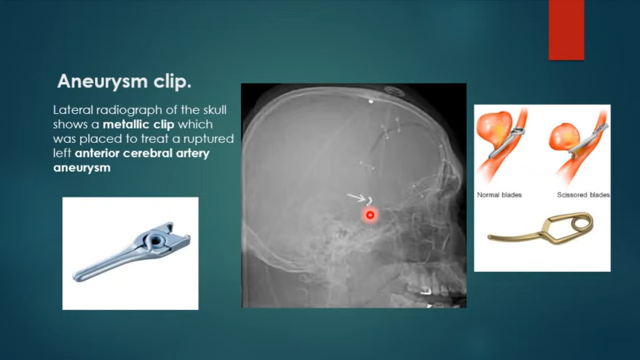 Aneurysm clip.
Lateral radiograph of the skull
shows a metallic clip which
was placed to treat a ruptured
left anterior cerebral artery
aneurysm
Normal blades
Scissored blades